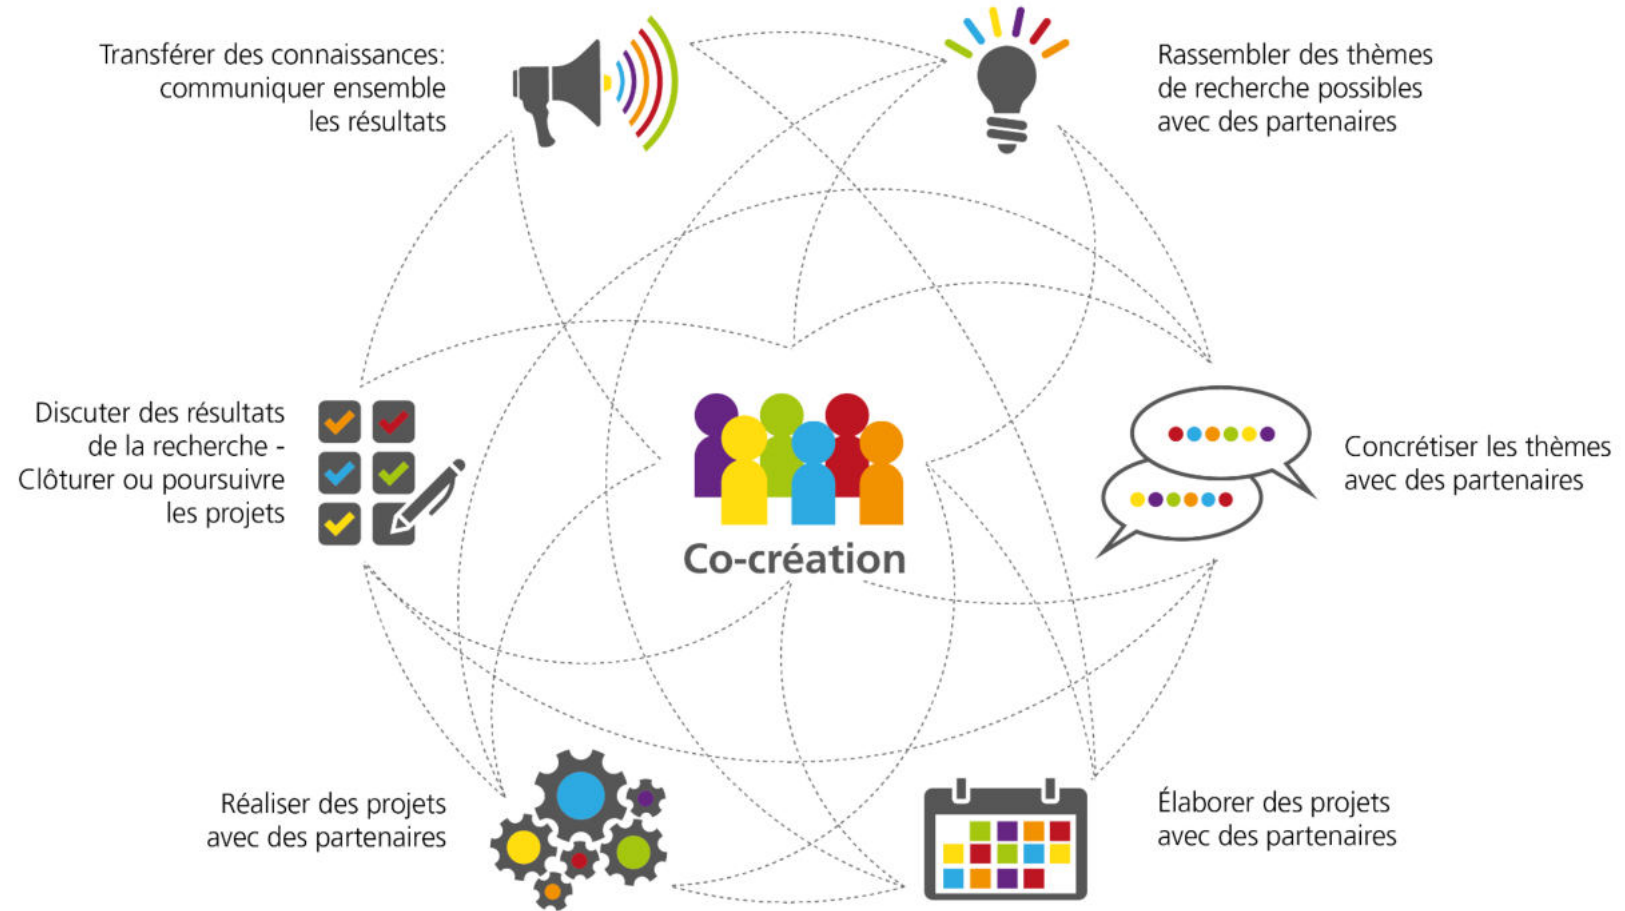 Transférer des connaissances:
communiquer ensemble
les résultats
Rassembler des thèmes
de recherche possibles
avec des partenaires
Discuter des résultats
de la recherche -
Clôturer ou poursuivre
les projets
Concrétiser les thèmes
avec des partenaires
Co-création
Réaliser des projets
avec des partenaires
Élaborer des projets
avec des partenaires